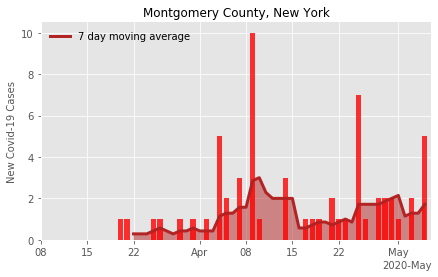 Montgomery County, New York
7 day moving average
New Covid-19 Cases
10
8
6
4
2
0
08 15 22 Apr 08 15 22 May
2020-May